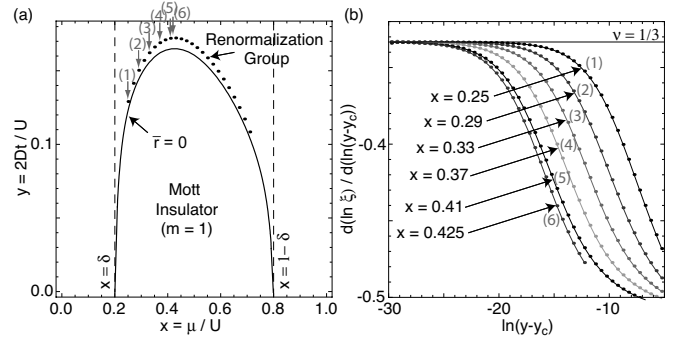 (a)
y = 2Dt / U
0.1
0.0
(1)
(2)
(3)
(4)
(5)
(6)
Renormalization
Group
r̅ = 0
Mott
Insulator
(m = 1)
x = δ
x = 1− δ
0.0 0.2 0.4 0.6 0.8 1.0
x = μ / U
(b)
d(ln ξ) / d(ln(y-y_c))
ν = 1/3
-0.4
-0.5
x = 0.25
x = 0.29
x = 0.33
x = 0.37
x = 0.41
x = 0.425
(1)
(2)
(3)
(4)
(5)
(6)
-30 -20 -10
ln(y-y_c)